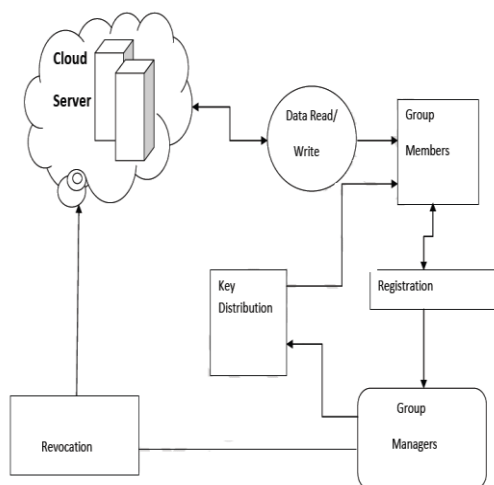 Cloud
Server
Data Read/
Write
Group
Members
Key
Distribution
Registration
Group
Managers
Revocation